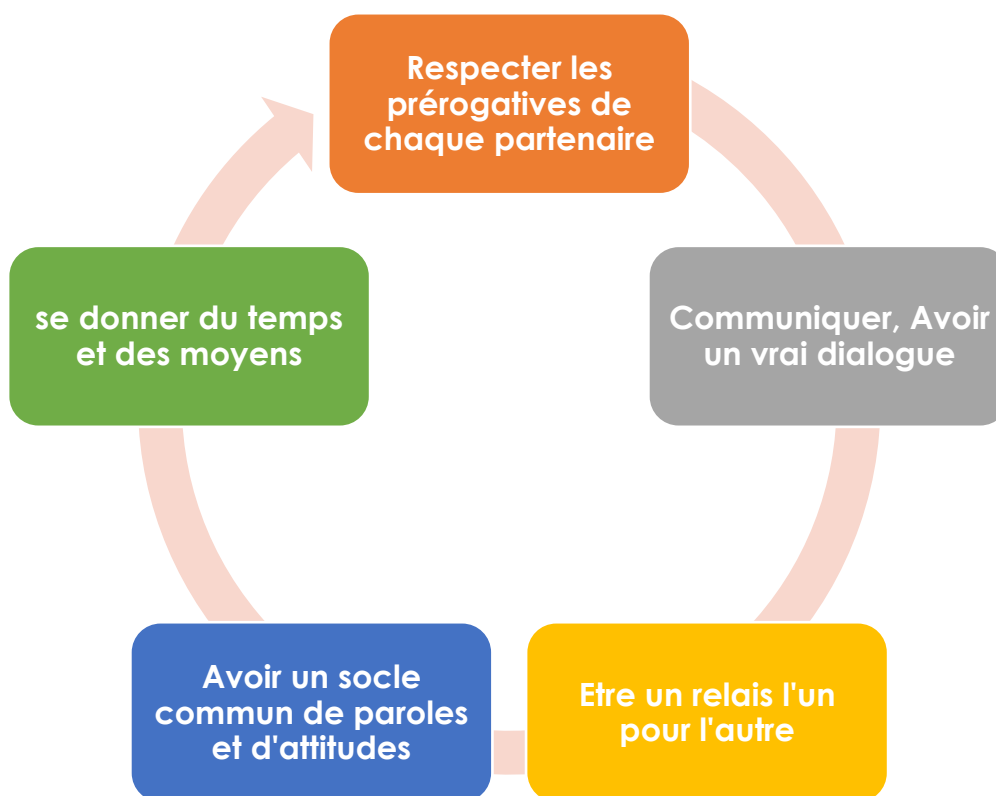 Respecter les
prérogatives de
chaque partenaire
Communiquer, Avoir
un vrai dialogue
Etre un relais l'un
pour l'autre
Avoir un socle
commun de paroles
et d'attitudes
se donner du temps
et des moyens